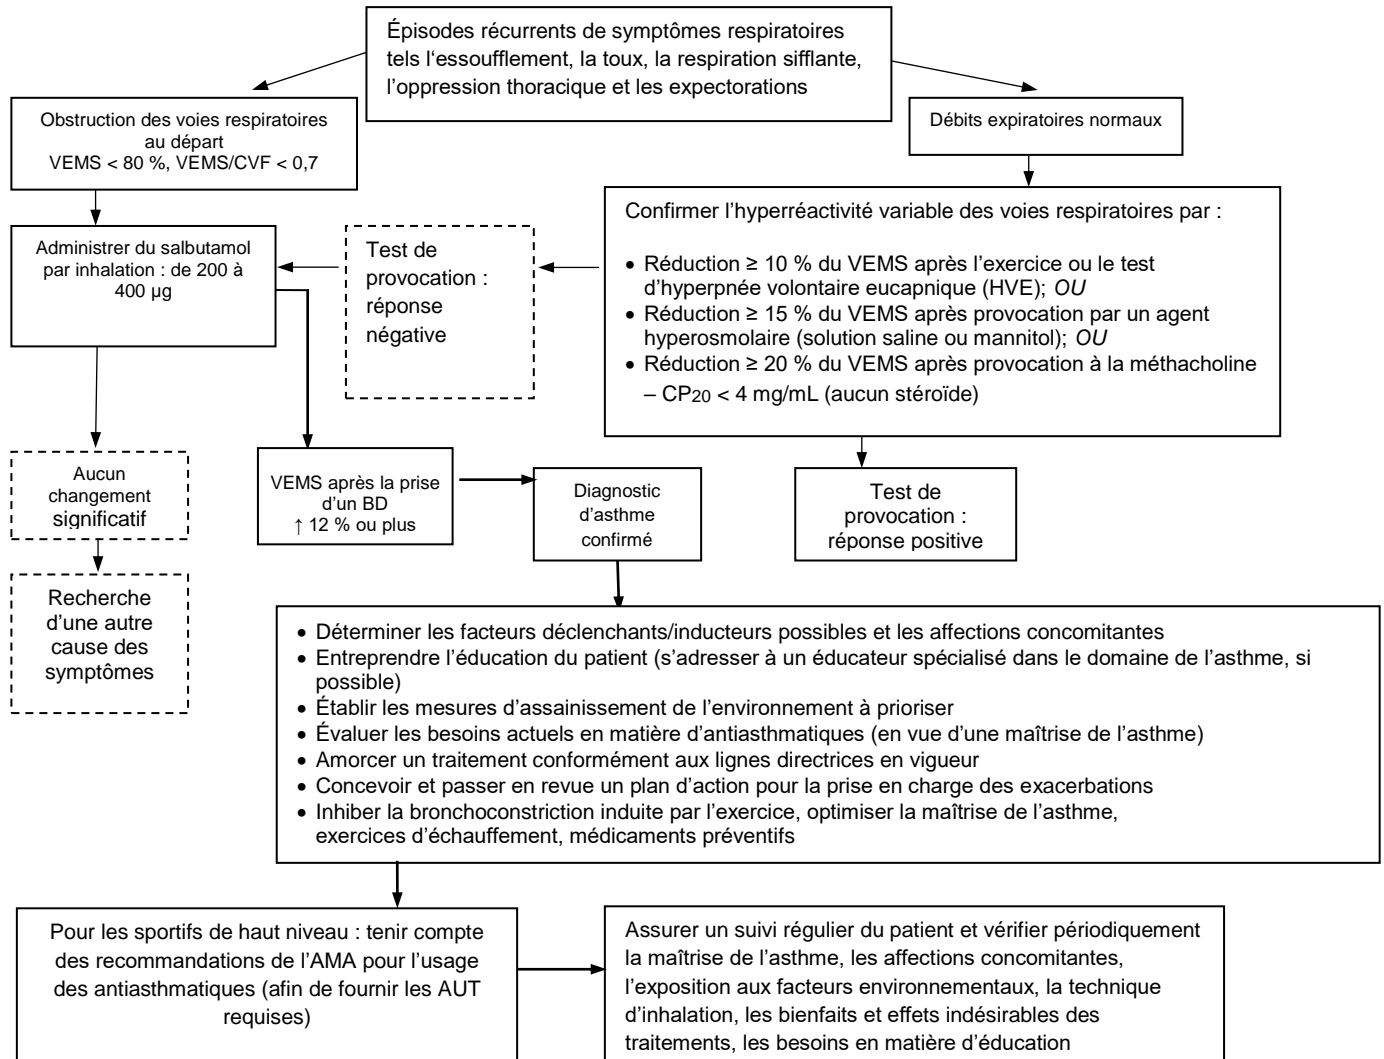 Épisodes récurrents de symptômes respiratoires
tels l‘essoufflement, la toux, la respiration sifflante,
l’oppression thoracique et les expectorations
Obstruction des voies respiratoires
au départ
VEMS < 80 %, VEMS/CVF < 0,7
Débits expiratoires normaux
Administrer du salbutamol
par inhalation : de 200 à
400 µg
Test de
provocation :
réponse
négative
Confirmer l’hyperréactivité variable des voies respiratoires par :
• Réduction ≥ 10 % du VEMS après l’exercice ou le test
d’hyperpnée volontaire eucapnique (HVE); OU
• Réduction ≥ 15 % du VEMS après provocation par un agent
hyperosmolaire (solution saline ou mannitol); OU
• Réduction ≥ 20 % du VEMS après provocation à la méthacholine
– CP20 < 4 mg/mL (aucun stéroïde)
Aucun
changement
significatif
VEMS après la prise
d’un BD
↑ 12 % ou plus
Diagnostic
d’asthme
confirmé
Test de
provocation :
réponse positive
Recherche
d’une autre
cause des
symptômes
• Déterminer les facteurs déclenchants/inducteurs possibles et les affections concomitantes
• Entreprendre l’éducation du patient (s’adresser à un éducateur spécialisé dans le domaine de l’asthme, si
possible)
• Établir les mesures d’assainissement de l’environnement à prioriser
• Évaluer les besoins actuels en matière d’antiasthmatiques (en vue d’une maîtrise de l’asthme)
• Amorcer un traitement conformément aux lignes directrices en vigueur
• Concevoir et passer en revue un plan d’action pour la prise en charge des exacerbations
• Inhiber la bronchoconstriction induite par l’exercice, optimiser la maîtrise de l’asthme,
exercices d’échauffement, médicaments préventifs
Pour les sportifs de haut niveau : tenir compte
des recommandations de l’AMA pour l’usage
des antiasthmatiques (afin de fournir les AUT
requises)
Assurer un suivi régulier du patient et vérifier périodiquement
la maîtrise de l’asthme, les affections concomitantes,
l’exposition aux facteurs environnementaux, la technique
d’inhalation, les bienfaits et effets indésirables des
traitements, les besoins en matière d’éducation